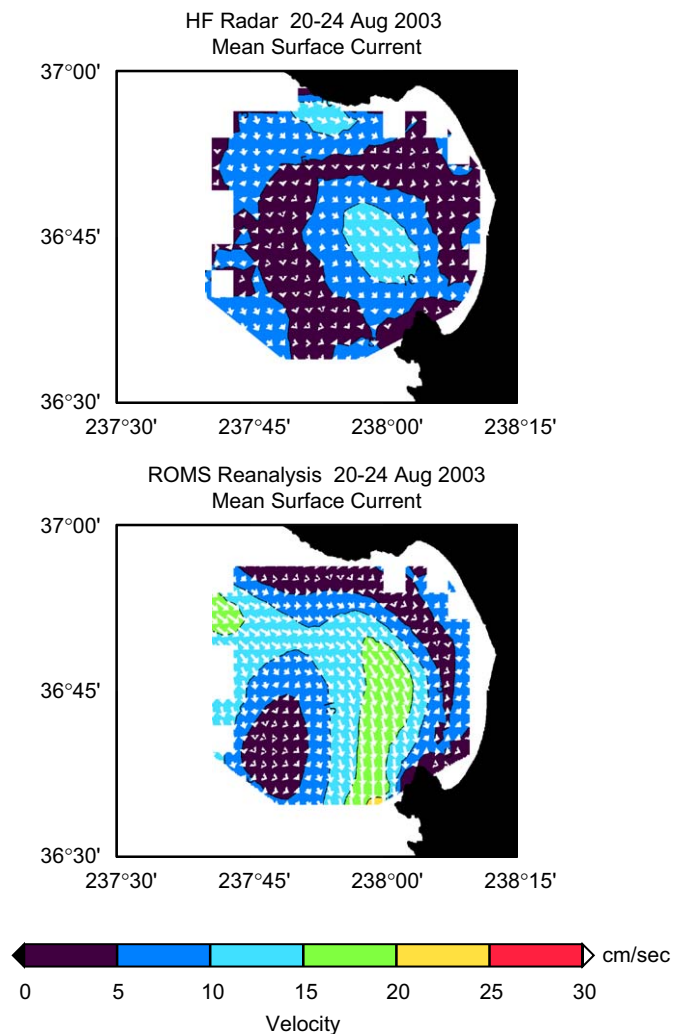 HF Radar 20-24 Aug 2003
Mean Surface Current
37°00'
36°45'
36°30'
237°30' 237°45' 238°00' 238°15'
ROMS Reanalysis 20-24 Aug 2003
Mean Surface Current
37°00'
36°45'
36°30'
237°30' 237°45' 238°00' 238°15'
cm/sec
0 5 10 15 20 25 30
Velocity